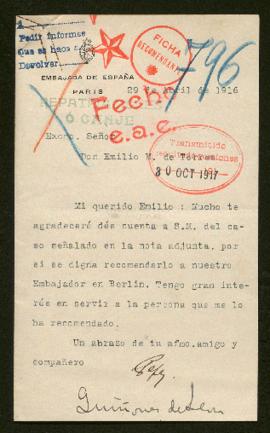 Pedir informes
Que se haga
Devolver.
FICHA
796
EMBAJADA DE ESPAÑA
PARIS
29 de Abril de 1916
Fecha
REPATRI
Ó CANJE
e.a.c.
Excmo. Señor
Don Emilio M. de Torres
Transmitido
30 OCT 1917
Mi querido Emilio : Mucho te
agradeceré dés cuenta a S.M. del ca-
so señalado en la nota adjunta, por
si se digna recomendarlo a nuestro
Embajador en Berlin. Tengo gran inte-
rés en servir a la persona que me lo
ha recomendado.
Un abrazo de tu afmo.amigo y
compañero
Pepe
Quiñones de León